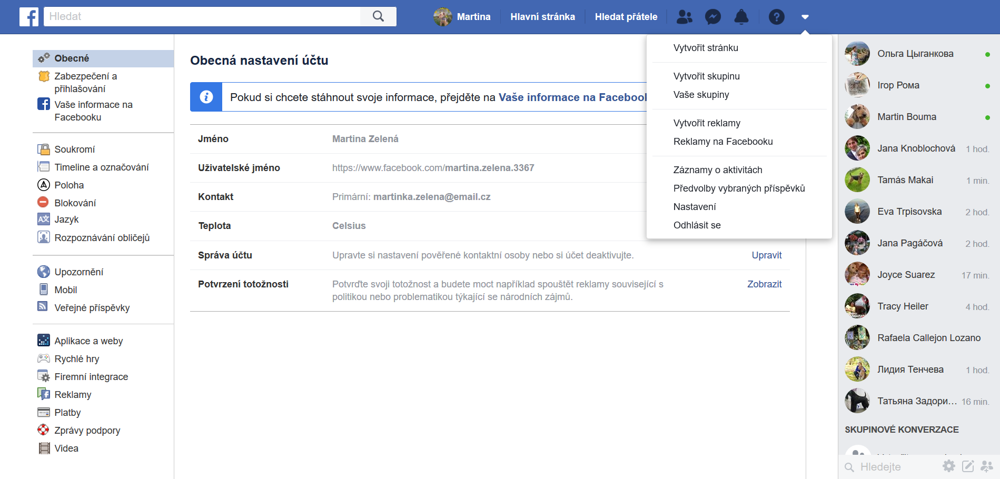 Hledat
Martina
Hlavní stránka
Hledat přátele
Obecné
Zabezpečení a
přihlašování
Vaše informace na
Facebooku
Soukromí
Timeline a označování
Poloha
Blokování
Jazyk
Rozpoznávání obličejů
Upozornění
Mobil
Veřejné příspěvky
Aplikace a weby
Rychlé hry
Firemní integrace
Reklamy
Platby
Zprávy podpory
Videa
Obecná nastavení účtu
Pokud si chcete stáhnout svoje informace, přejděte na Vaše informace na Facebook
Jméno Martina Zelená
Uživatelské jméno https://www.facebook.com/martina.zelena.3367
Kontakt Primární: martinka.zelena@email.cz
Teplota Celsius
Správa účtu Upravte si nastavení pověřené kontaktní osoby nebo si účet deaktivujte. Upravit
Potvrzení totožnosti Potvrďte svoji totožnost a budete moct například spouštět reklamy související s Zobrazit
politikou nebo problematikou týkající se národních zájmů.
Vytvořit stránku
Vytvořit skupinu
Vaše skupiny
Vytvořit reklamy
Reklamy na Facebooku
Záznamy o aktivitách
Předvolby vybraných příspěvků
Nastavení
Odhlásit se
Ольга Цыганкова
Ігор Рома
Martin Bouma
Jana Knoblochová 1 hod.
Tamás Makai 1 min.
Eva Trpisovska 2 hod.
Jana Pagáčová 2 hod.
Joyce Suarez 17 min.
Tracy Heiler 4 hod.
Rafaela Callejon Lozano
Лидия Тенчева 1 hod.
Татьяна Задори… 16 min.
SKUPINOVÉ KONVERZACE
Hledejte